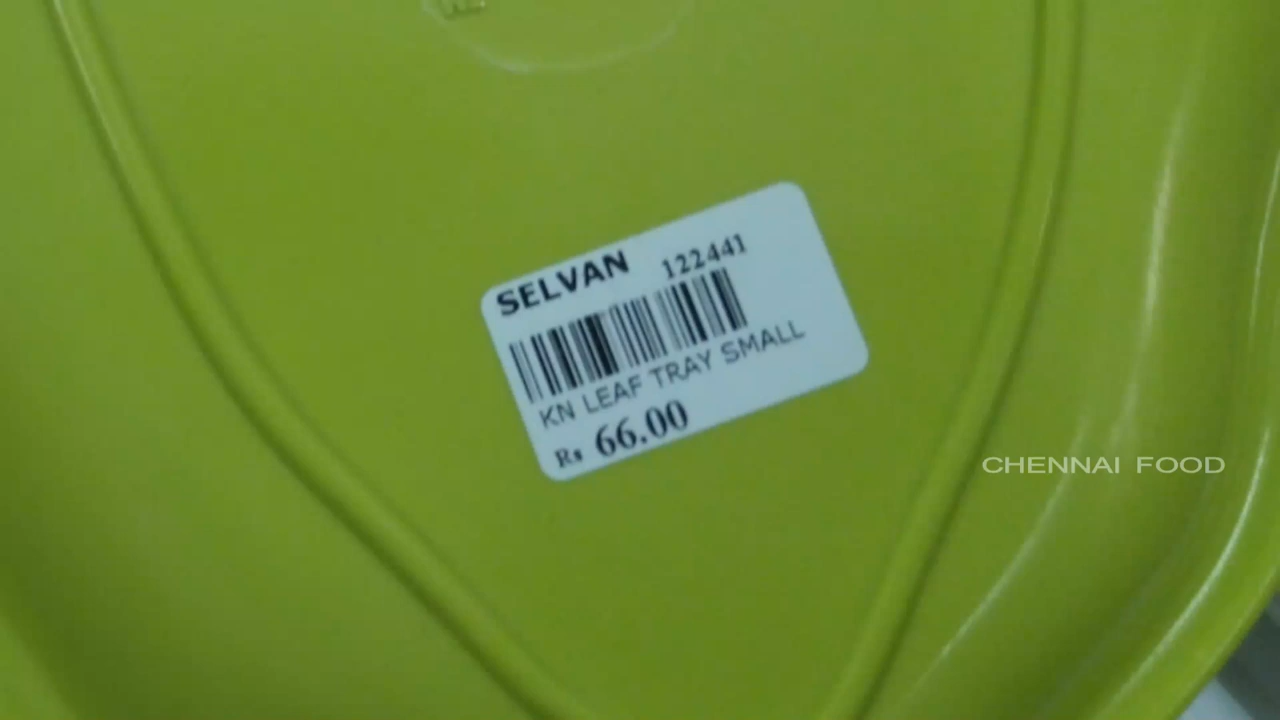 SELVAN 122441
KN LEAF TRAY SMALL
Rs 66.00
CHENNAI FOOD